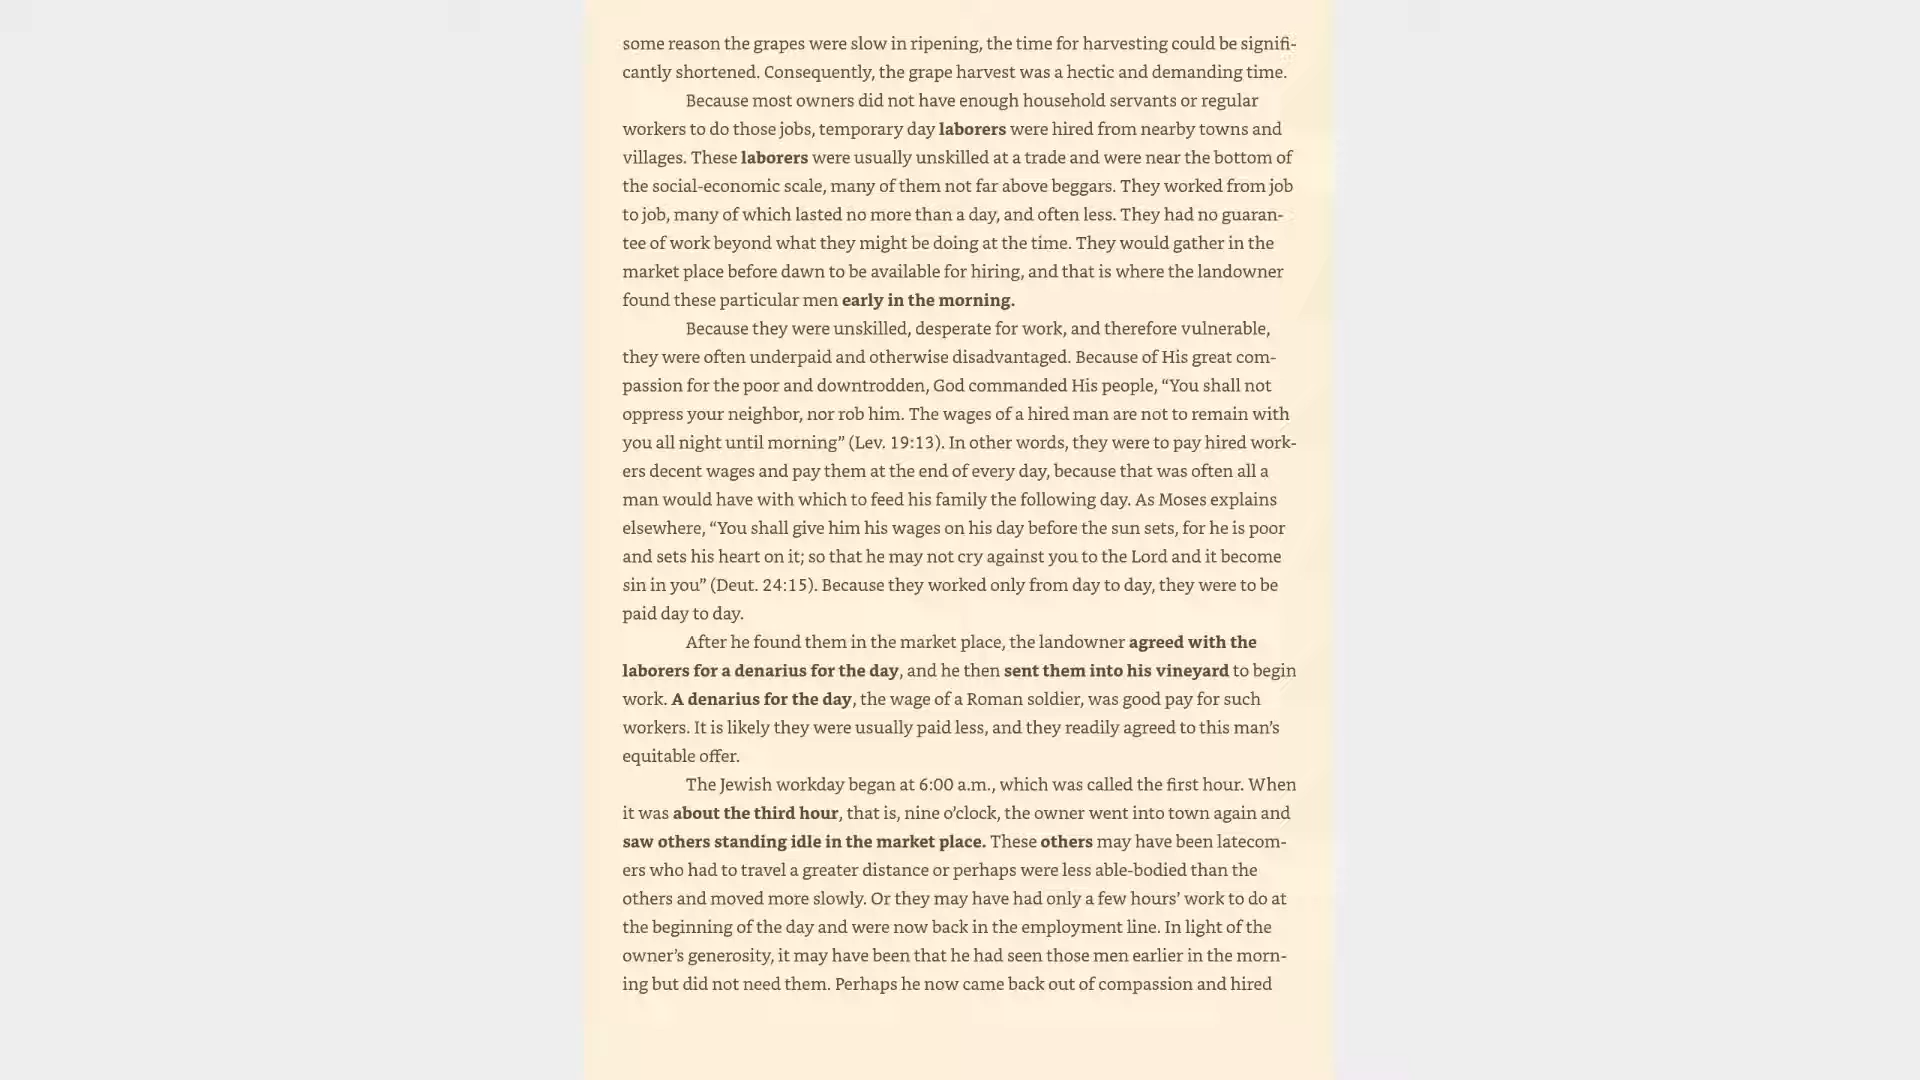 some reason the grapes were slow in ripening, the time for harvesting could be signifi-
cantly shortened. Consequently, the grape harvest was a hectic and demanding time.
Because most owners did not have enough household servants or regular
workers to do those jobs, temporary day laborers were hired from nearby towns and
villages. These laborers were usually unskilled at a trade and were near the bottom of
the social-economic scale, many of them not far above beggars. They worked from job
to job, many of which lasted no more than a day, and often less. They had no guaran-
tee of work beyond what they might be doing at the time. They would gather in the
market place before dawn to be available for hiring, and that is where the landowner
found these particular men early in the morning.
Because they were unskilled, desperate for work, and therefore vulnerable,
they were often underpaid and otherwise disadvantaged. Because of His great com-
passion for the poor and downtrodden, God commanded His people, “You shall not
oppress your neighbor, nor rob him. The wages of a hired man are not to remain with
you all night until morning” (Lev. 19:13). In other words, they were to pay hired work-
ers decent wages and pay them at the end of every day, because that was often all a
man would have with which to feed his family the following day. As Moses explains
elsewhere, “You shall give him his wages on his day before the sun sets, for he is poor
and sets his heart on it; so that he may not cry against you to the Lord and it become
sin in you” (Deut. 24:15). Because they worked only from day to day, they were to be
paid day to day.
After he found them in the market place, the landowner agreed with the
laborers for a denarius for the day, and he then sent them into his vineyard to begin
work. A denarius for the day, the wage of a Roman soldier, was good pay for such
workers. It is likely they were usually paid less, and they readily agreed to this man’s
equitable offer.
The Jewish workday began at 6:00 a.m., which was called the first hour. When
it was about the third hour, that is, nine o’clock, the owner went into town again and
saw others standing idle in the market place. These others may have been latecom-
ers who had to travel a greater distance or perhaps were less able-bodied than the
others and moved more slowly. Or they may have had only a few hours’ work to do at
the beginning of the day and were now back in the employment line. In light of the
owner’s generosity, it may have been that he had seen those men earlier in the morn-
ing but did not need them. Perhaps he now came back out of compassion and hired